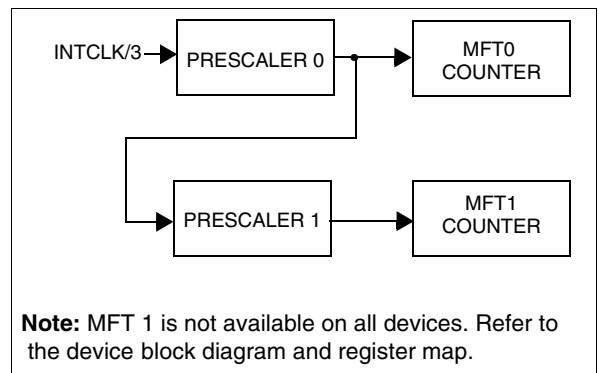 INTCLK/3
PRESCALER 0
MFT0
COUNTER
PRESCALER 1
MFT1
COUNTER
Note: MFT 1 is not available on all devices. Refer to
the device block diagram and register map.